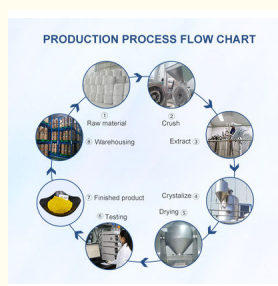 PRODUCTION PROCESS FLOW CHART
①
Raw material
②
Crush
Extract ③
Crystalize ④
Drying ⑤
⑥ Testing
⑦ Finished product
⑧ Warehousing